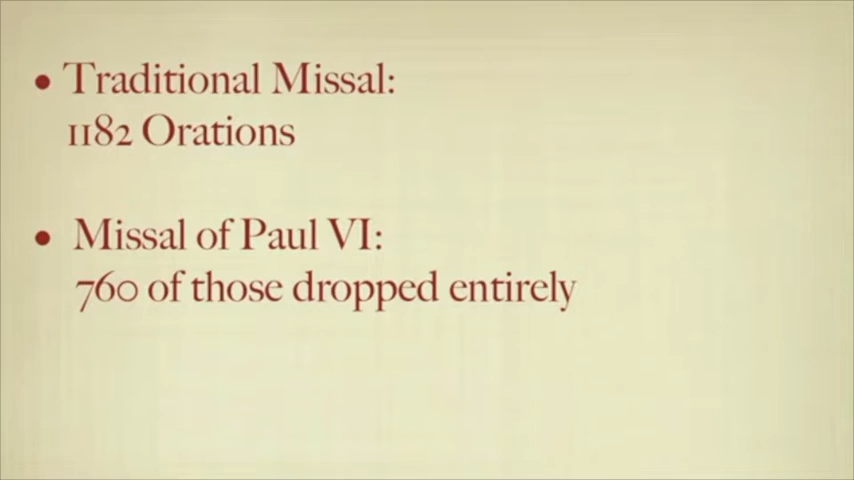 • Traditional Missal:
1182 Orations
• Missal of Paul VI:
760 of those dropped entirely